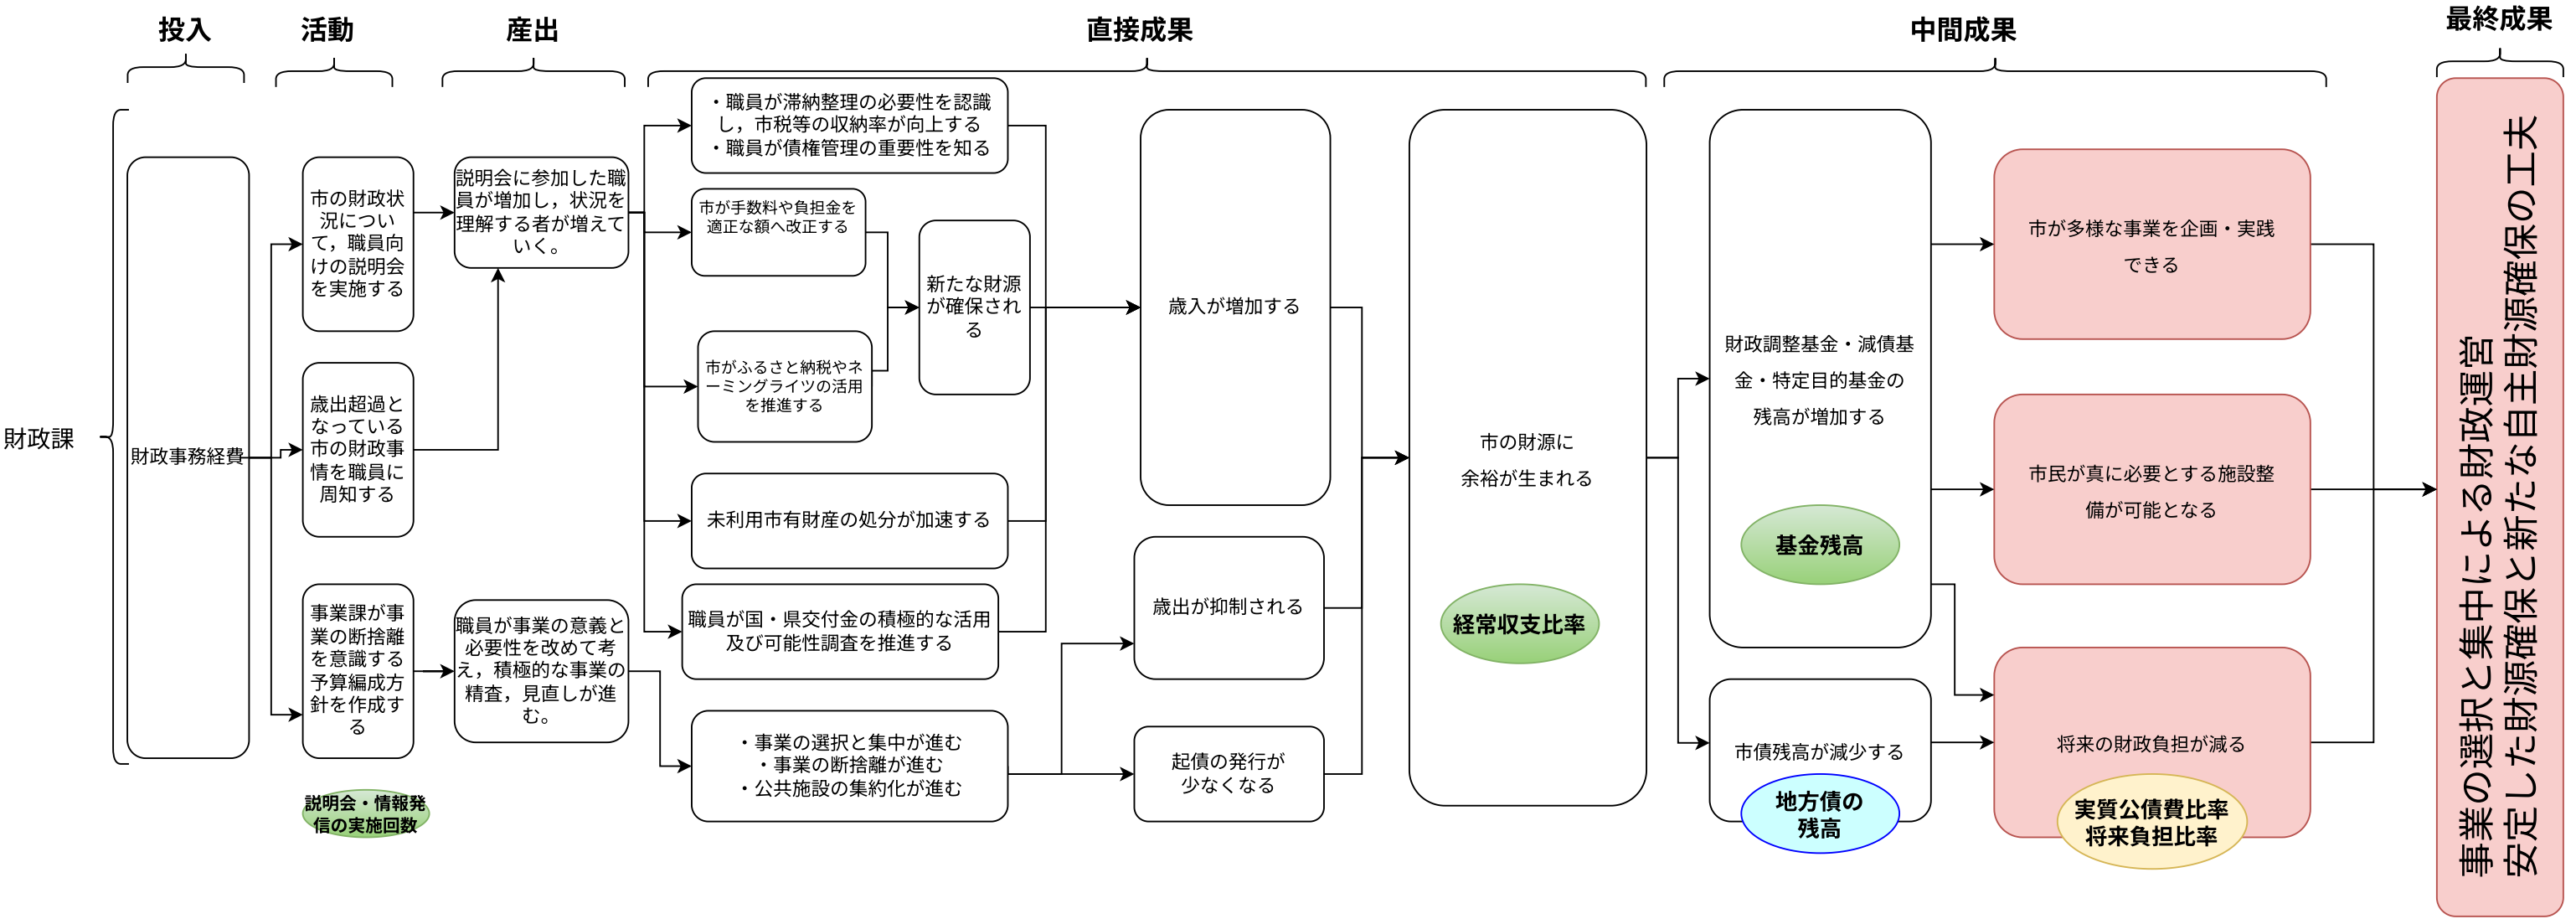 投入
活動
産出
直接成果
中間成果
最終成果
財政課
財政事務経費
市の財政状
況につい
て，職員向
けの説明会
を実施する
歳出超過と
なっている
市の財政事
情を職員に
周知する
事業課が事
業の断捨離
を意識する
予算編成方
針を作成す
る
説明会・情報発
信の実施回数
説明会に参加した職
員が増加し，状況を
理解する者が増えて
いく。
職員が事業の意義と
必要性を改めて考
え，積極的な事業の
精査，見直しが進
む。
・職員が滞納整理の必要性を認識
し，市税等の収納率が向上する
・職員が債権管理の重要性を知る
市が手数料や負担金を
適正な額へ改正する
市がふるさと納税やネ
ーミングライツの活用
を推進する
新たな財源
が確保され
る
未利用市有財産の処分が加速する
職員が国・県交付金の積極的な活用
及び可能性調査を推進する
・事業の選択と集中が進む
・事業の断捨離が進む
・公共施設の集約化が進む
歳入が増加する
歳出が抑制される
起債の発行が
少なくなる
市の財源に
余裕が生まれる
経常収支比率
財政調整基金・減債基
金・特定目的基金の
残高が増加する
基金残高
市債残高が減少する
地方債の
残高
市が多様な事業を企画・実践
できる
市民が真に必要とする施設整
備が可能となる
将来の財政負担が減る
実質公債費比率
将来負担比率
事業の選択と集中による財政運営
安定した財源確保と新たな自主財源確保の工夫